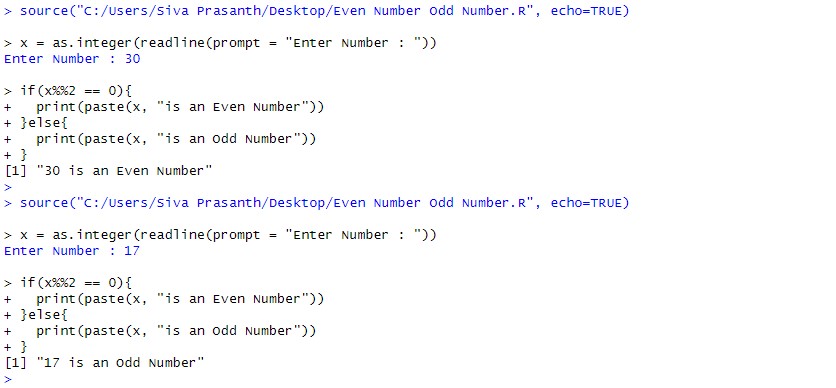 > source("C:/Users/Siva Prasanth/Desktop/Even Number Odd Number.R", echo=TRUE)
> x = as.integer(readline(prompt = "Enter Number : "))
Enter Number : 30
> if(x%%2 == 0){
+   print(paste(x, "is an Even Number"))
+ }else{
+   print(paste(x, "is an Odd Number"))
+ }
[1] "30 is an Even Number"
>
> source("C:/Users/Siva Prasanth/Desktop/Even Number Odd Number.R", echo=TRUE)
> x = as.integer(readline(prompt = "Enter Number : "))
Enter Number : 17
> if(x%%2 == 0){
+   print(paste(x, "is an Even Number"))
+ }else{
+   print(paste(x, "is an Odd Number"))
+ }
[1] "17 is an Odd Number"
>